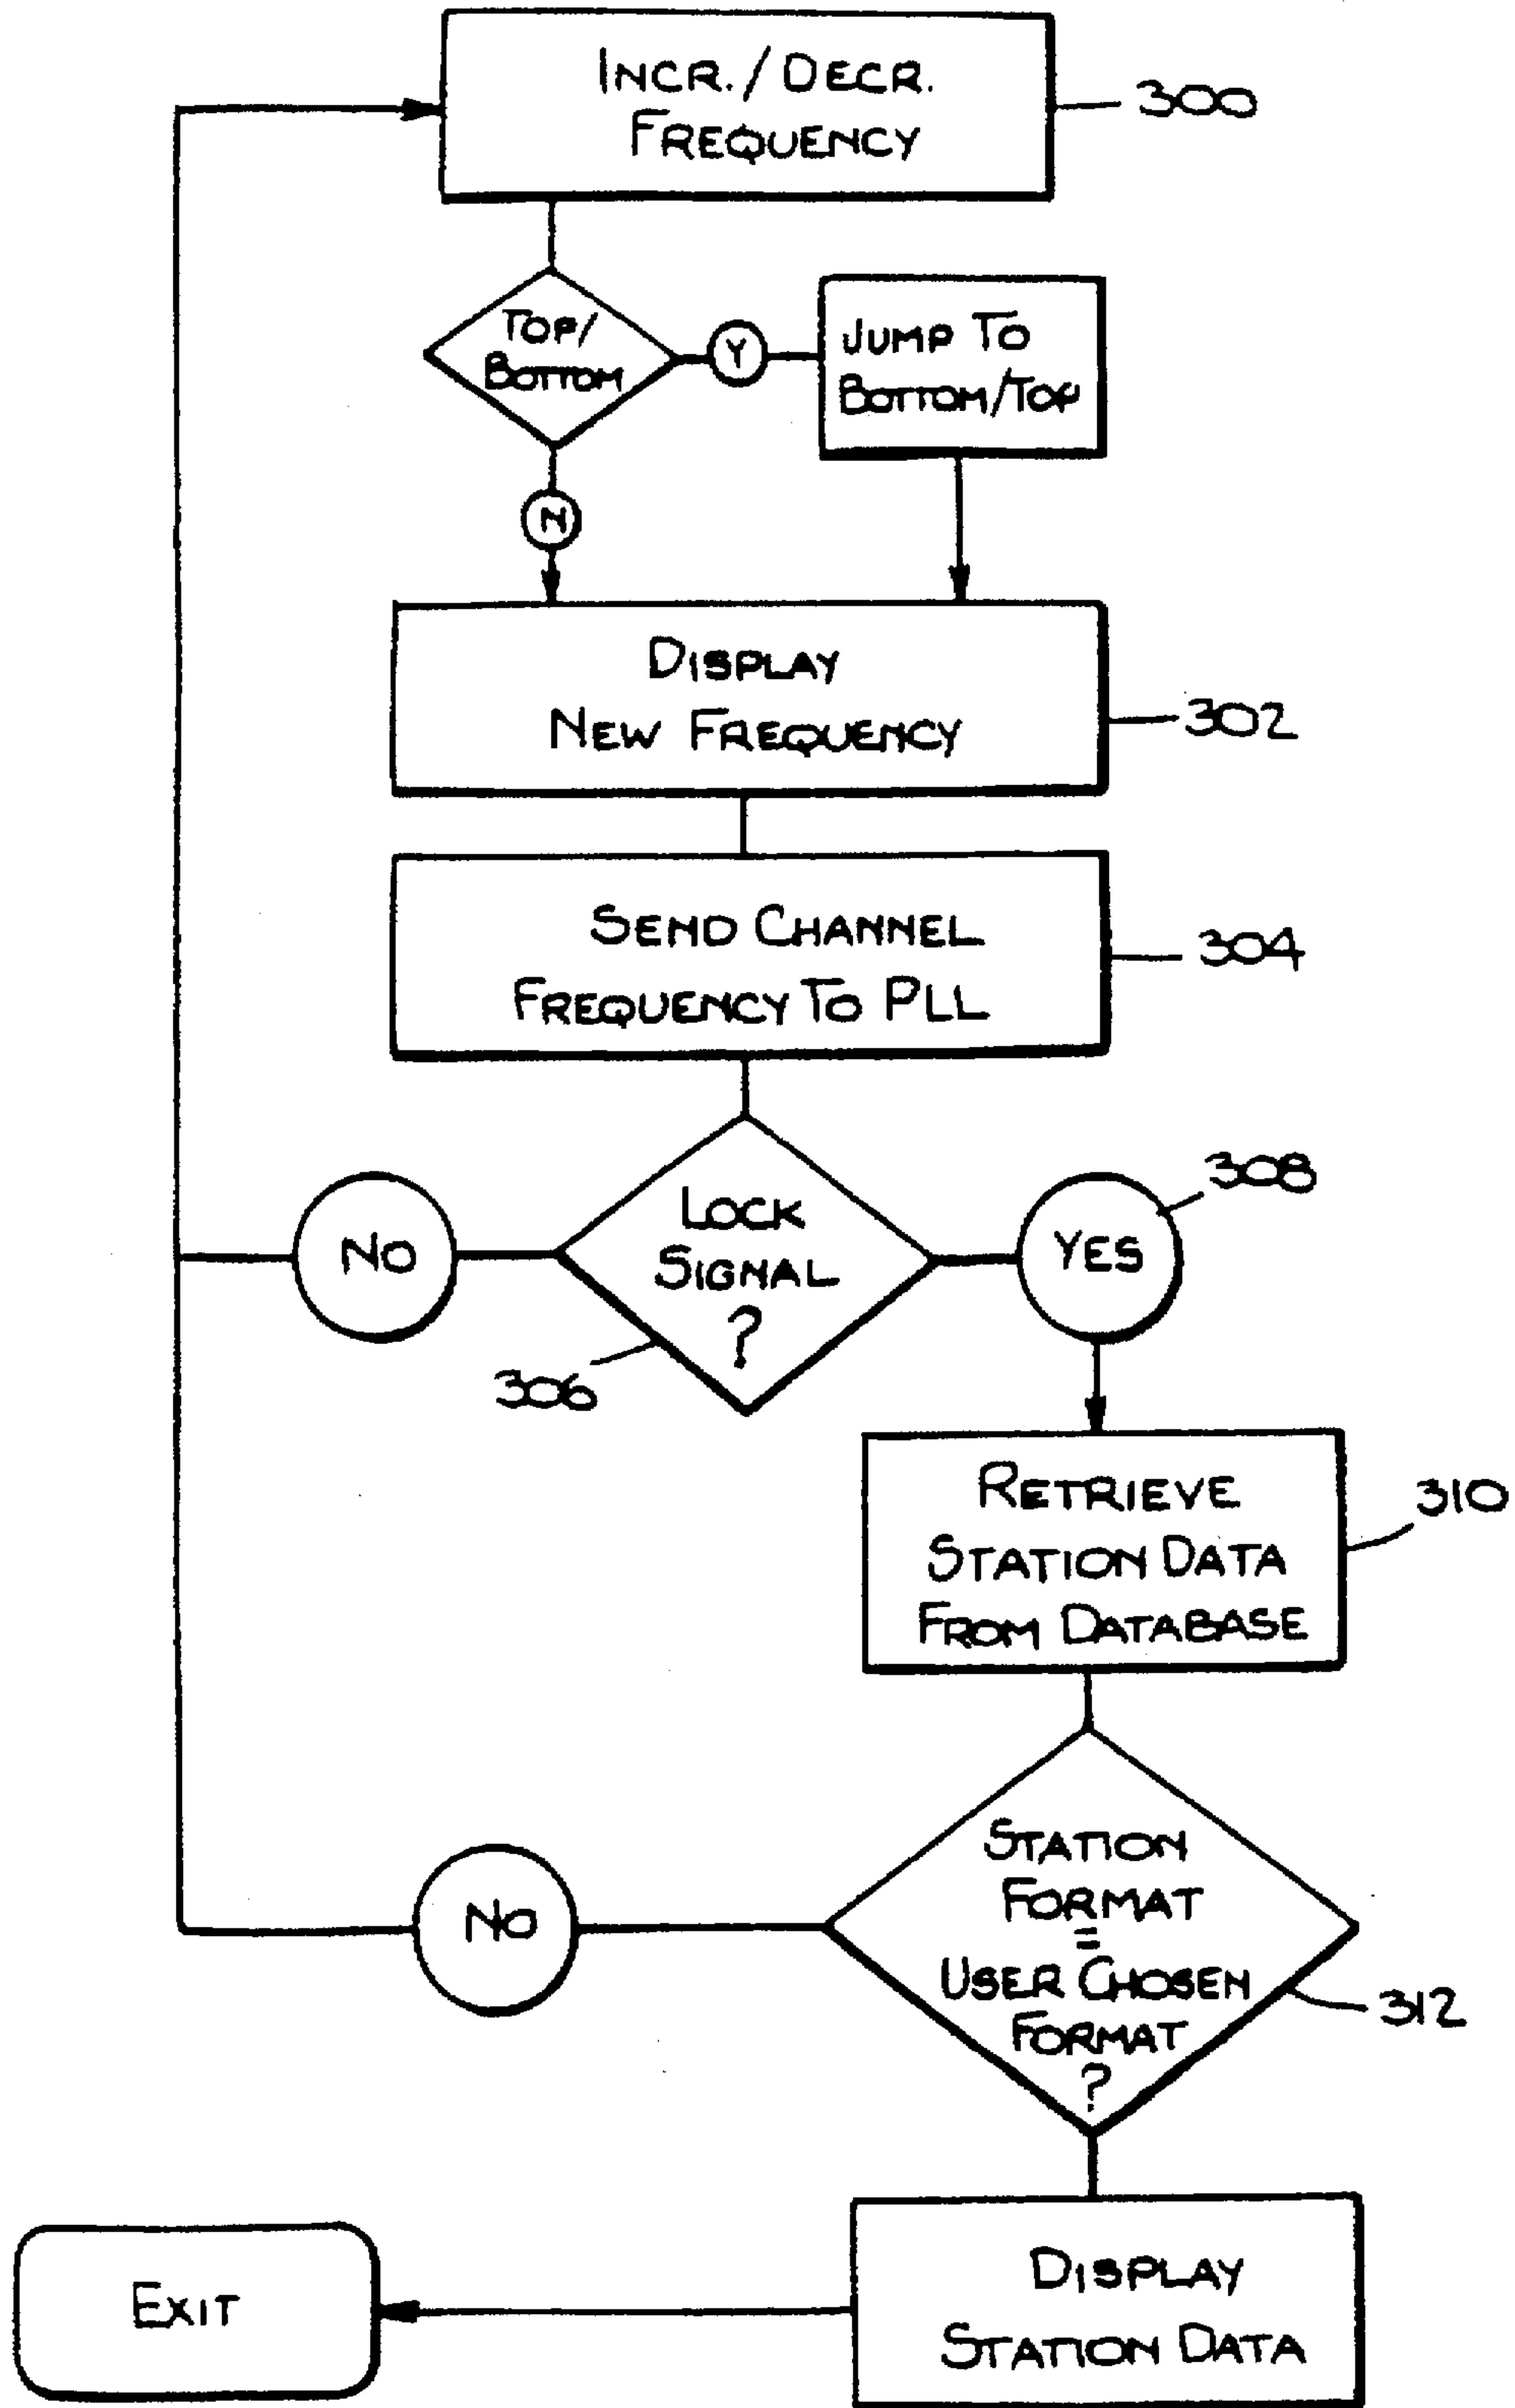 INCR./DECR.
FREQUENCY
300
TOP/
BOTTOM
Y
JUMP TO
BOTTOM/TOP
N
DISPLAY
NEW FREQUENCY
302
SEND CHANNEL
FREQUENCY TO PLL
304
NO
LOCK
SIGNAL
?
306
YES
308
RETRIEVE
STATION DATA
FROM DATABASE
310
NO
STATION
FORMAT
=
USER CHOSEN
FORMAT
?
312
DISPLAY
STATION DATA
EXIT